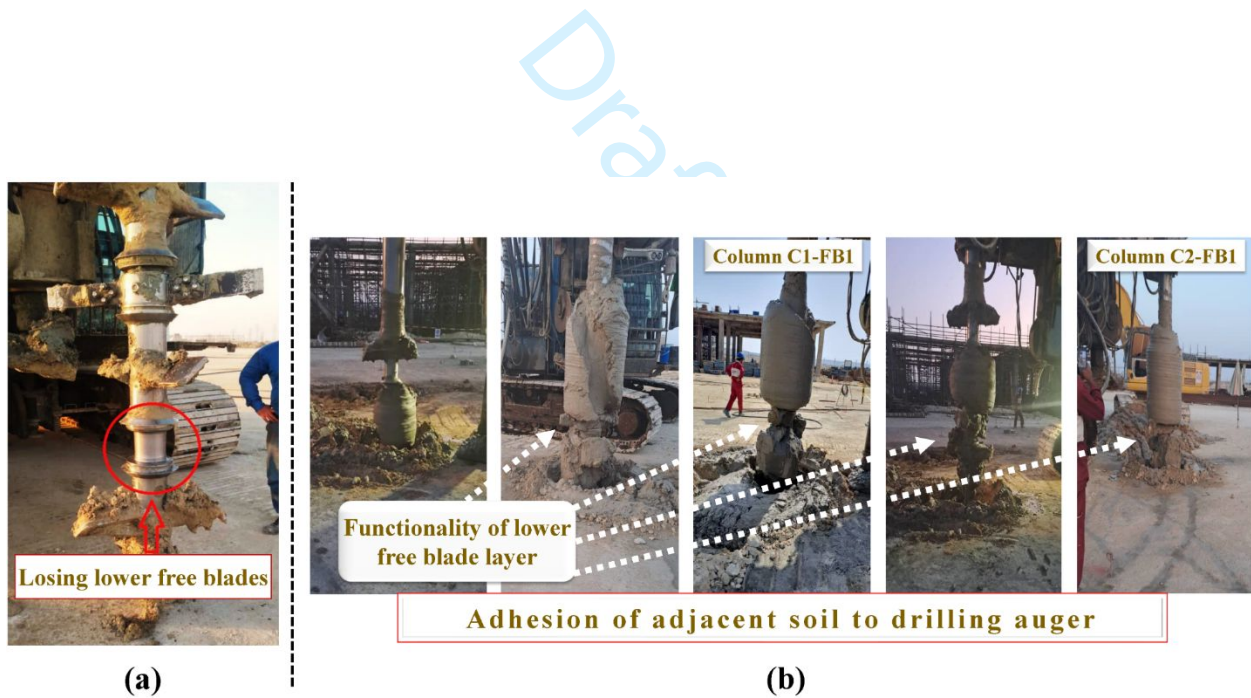 Draf
Column C1-FB1
Column C2-FB1
Functionality of lower
free blade layer
Losing lower free blades
Adhesion of adjacent soil to drilling auger
(a)
(b)